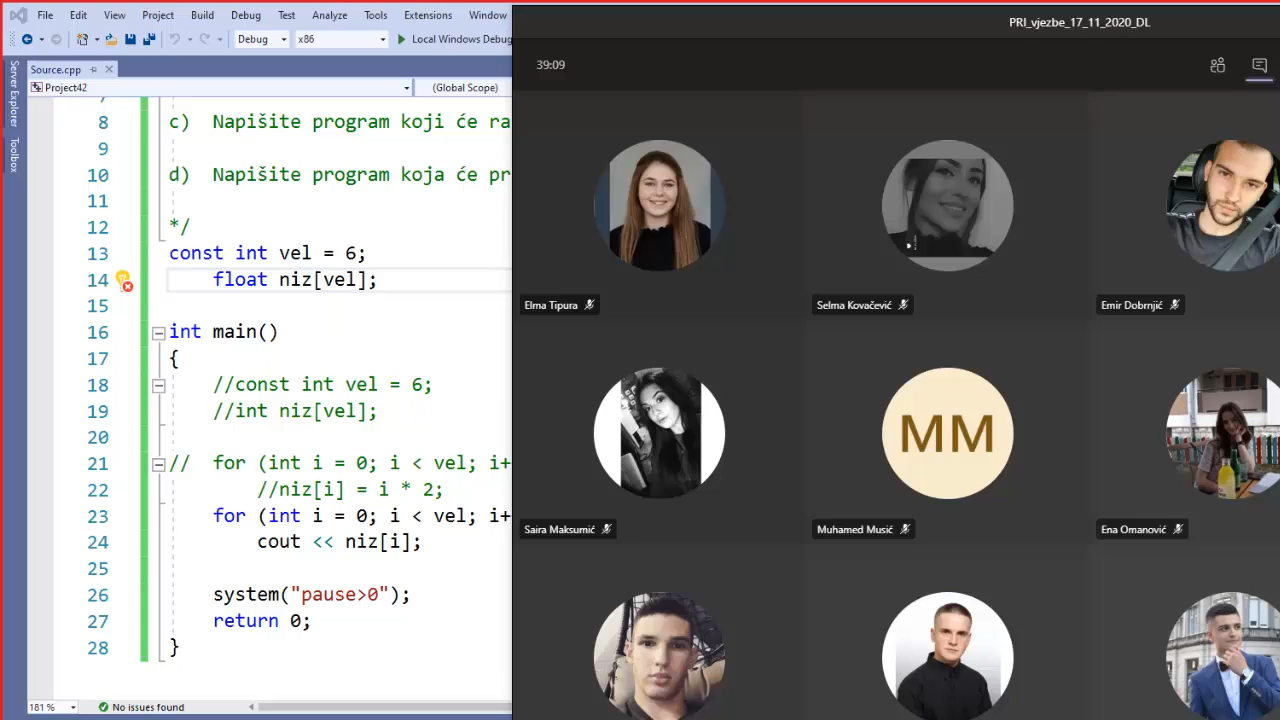 File Edit View Project Build Debug Test Analyze Tools Extensions Window
Debug x86 Local Windows Debug
Server Explorer
Toolbox
Source.cpp
Project42 (Global Scope)
8 c) Napišite program koji će ra
9
10 d) Napišite program koja će pr
11
12 */
13 const int vel = 6;
14 float niz[vel];
15
16 int main()
17 {
18 //const int vel = 6;
19 //int niz[vel];
20
21 // for (int i = 0; i < vel; i+
22 //niz[i] = i * 2;
23 for (int i = 0; i < vel; i+
24 cout << niz[i];
25
26 system("pause>0");
27 return 0;
28 }
181 % No issues found
PRI_vjezbe_17_11_2020_DL
39:09
Elma Tipura
Selma Kovačević
Emir Dobrnjić
MM
Saira Maksumić
Muhamed Musić
Ena Omanović